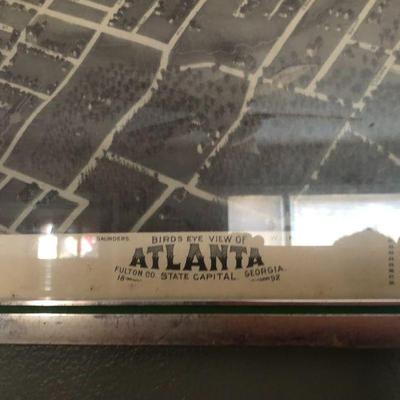 SAUNDERS.
BIRDS EYE VIEW OF
ATLANTA
FULTON CO. STATE CAPITAL, GEORGIA.
18 92